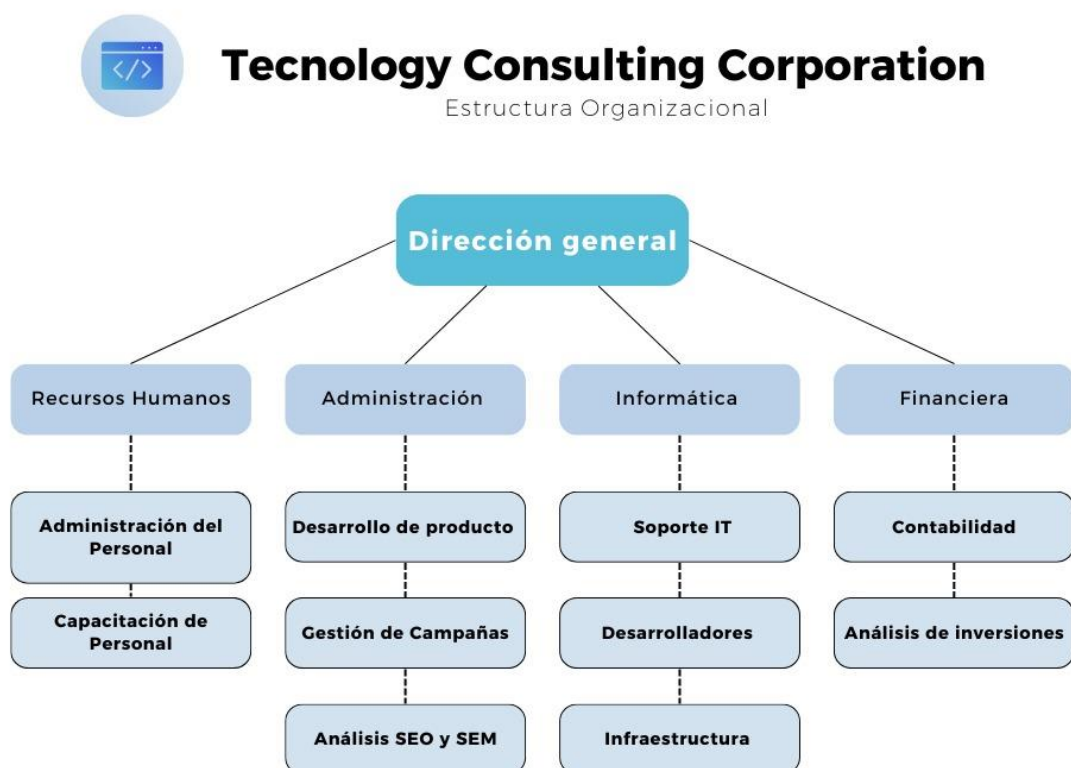 </>
Tecnology Consulting Corporation
Estructura Organizacional
Dirección general
Recursos Humanos
Administración
Informática
Financiera
Administración del
Personal
Desarrollo de producto
Soporte IT
Contabilidad
Capacitación de
Personal
Gestión de Campañas
Desarrolladores
Análisis de inversiones
Análisis SEO y SEM
Infraestructura